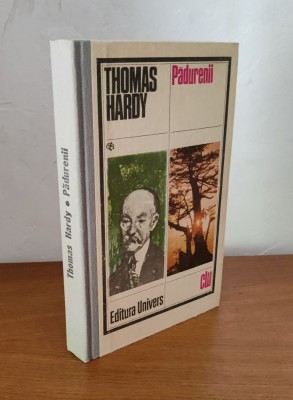 Thomas Hardy • Pădurenii
THOMAS
HARDY
Pădurenii
Editura Univers